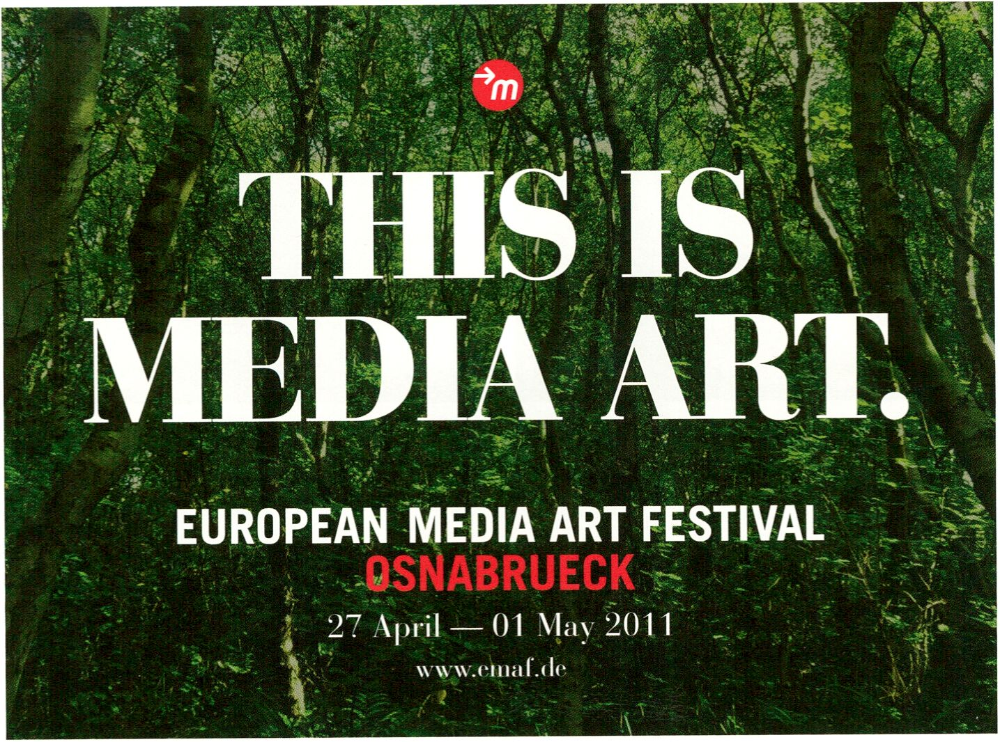 →m
THIS IS
MEDIA ART.
EUROPEAN MEDIA ART FESTIVAL
OSNABRUECK
27 April — 01 May 2011
www.emaf.de